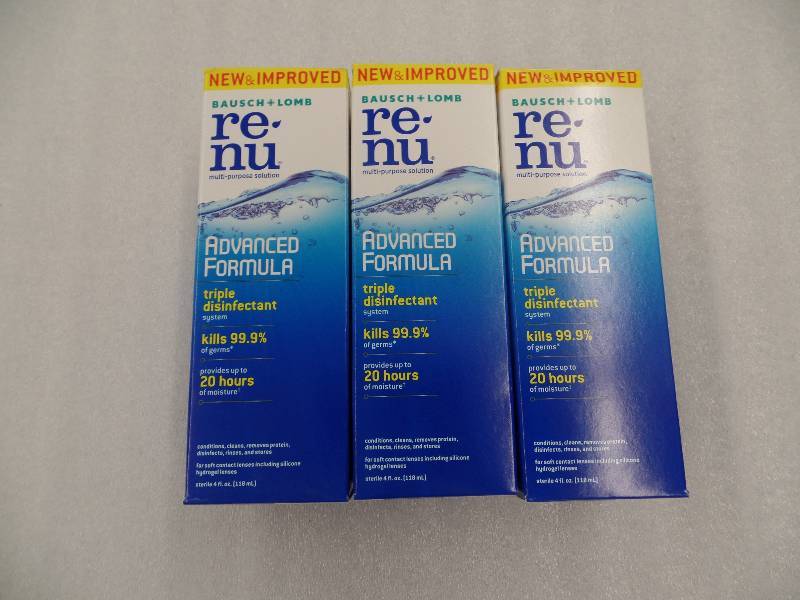 NEW & IMPROVED
BAUSCH + LOMB
re
nu®
multi-purpose solution
ADVANCED
FORMULA
triple
disinfectant
system
kills 99.9%
of germs*
provides up to
20 hours
of moisture†
conditions, cleans, removes protein,
disinfects, rinses, and stores
for soft contact lenses including silicone
hydrogel lenses
sterile 4 fl. oz. (118 mL)
NEW & IMPROVED
BAUSCH + LOMB
re
nu®
multi-purpose solution
ADVANCED
FORMULA
triple
disinfectant
system
kills 99.9%
of germs*
provides up to
20 hours
of moisture†
conditions, cleans, removes protein,
disinfects, rinses, and stores
for soft contact lenses including silicone
hydrogel lenses
sterile 4 fl. oz. (118 mL)
NEW & IMPROVED
BAUSCH + LOMB
re
nu®
multi-purpose solution
ADVANCED
FORMULA
triple
disinfectant
system
kills 99.9%
of germs*
provides up to
20 hours
of moisture†
conditions, cleans, removes protein,
disinfects, rinses, and stores
for soft contact lenses including silicone
hydrogel lenses
sterile 4 fl. oz. (118 mL)